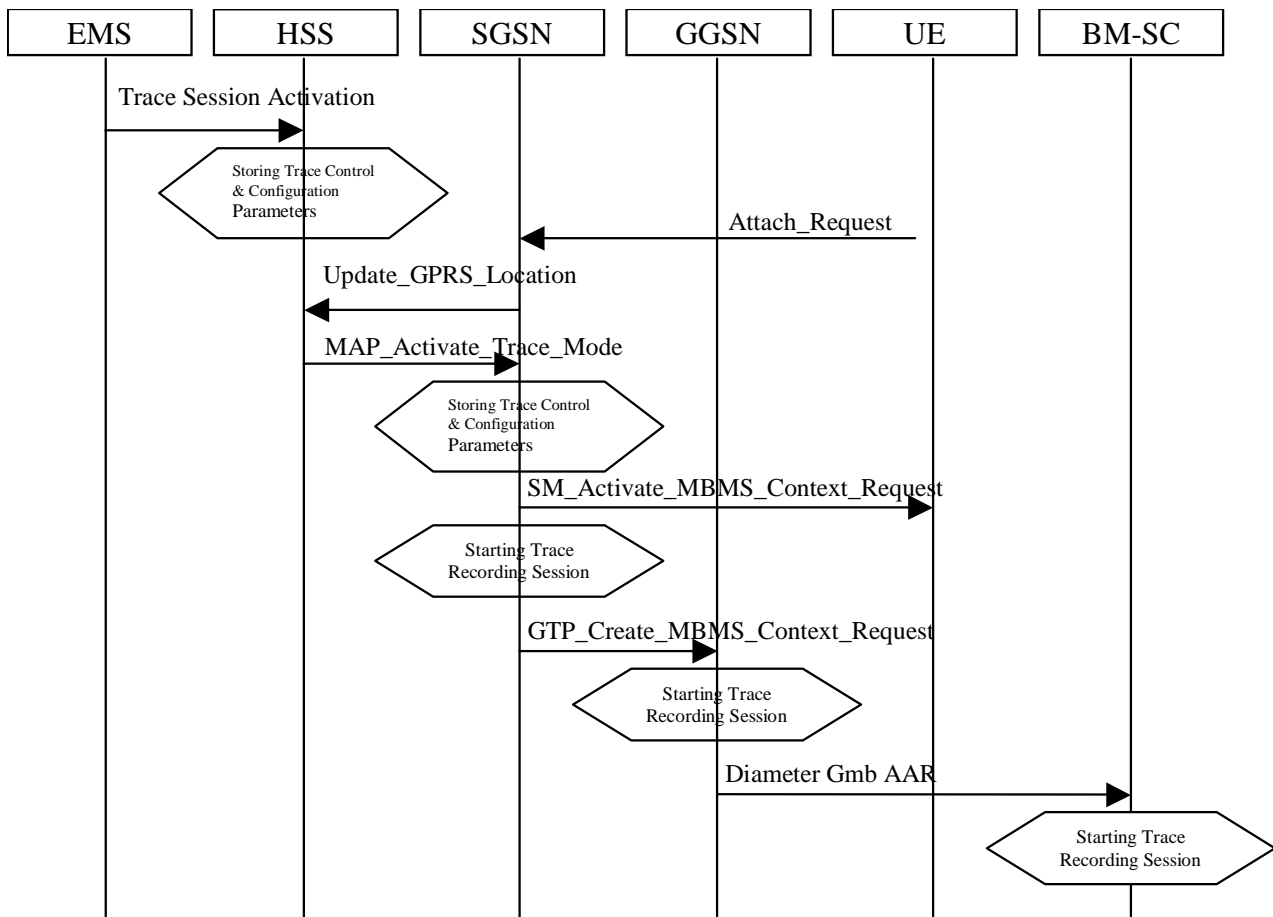 EMS
HSS
SGSN
GGSN
UE
BM-SC
Trace Session Activation
Storing Trace Control
& Configuration
Parameters
Attach_Request
Update_GPRS_Location
MAP_Activate_Trace_Mode
Storing Trace Control
& Configuration
Parameters
SM_Activate_MBMS_Context_Request
Starting Trace
Recording Session
GTP_Create_MBMS_Context_Request
Starting Trace
Recording Session
Diameter Gmb AAR
Starting Trace
Recording Session